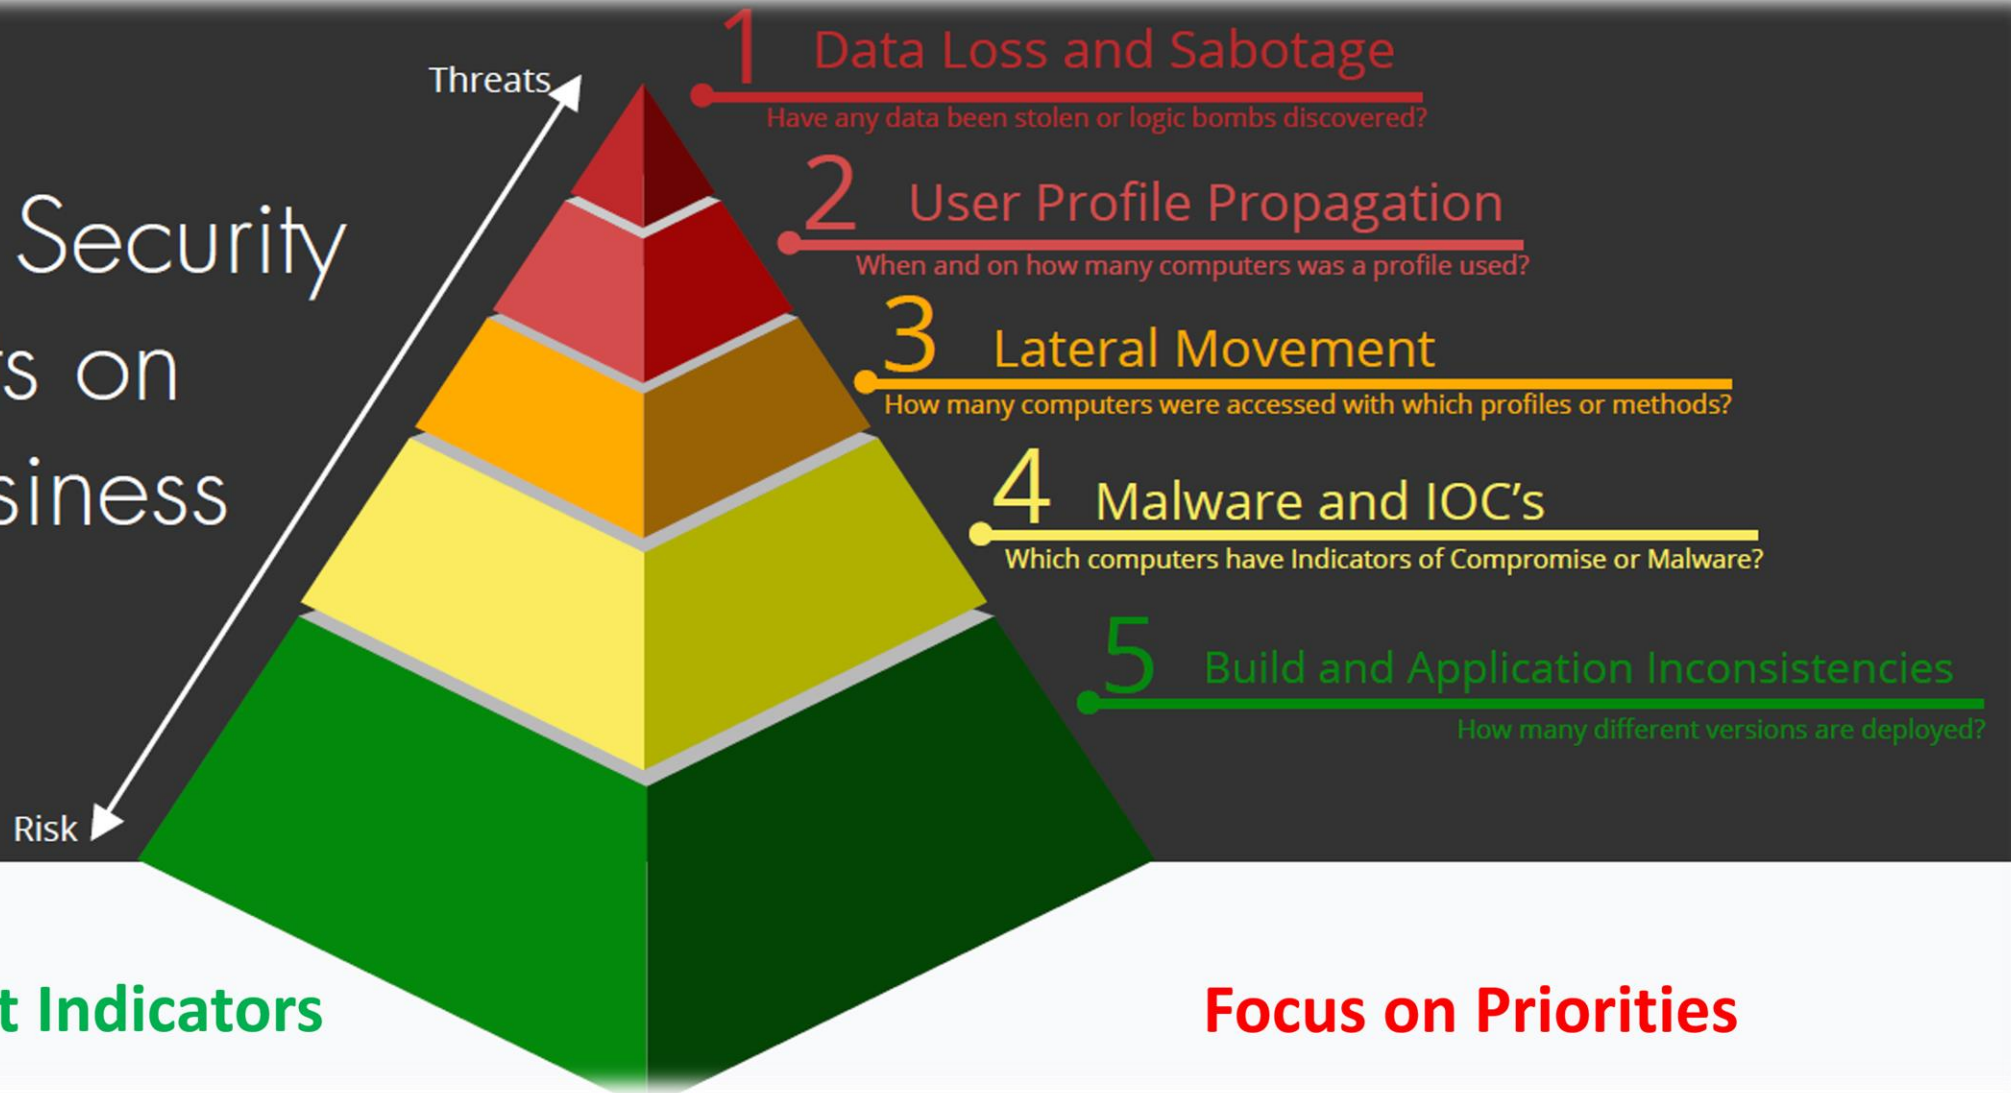 Threats
1 Data Loss and Sabotage
Have any data been stolen or logic bombs discovered?
2 User Profile Propagation
When and on how many computers was a profile used?
Security
on
3 Lateral Movement
How many computers were accessed with which profiles or methods?
4 Malware and IOC’s
Which computers have Indicators of Compromise or Malware?
5 Build and Application Inconsistencies
How many different versions are deployed?
Risk
Indicators
Focus on Priorities